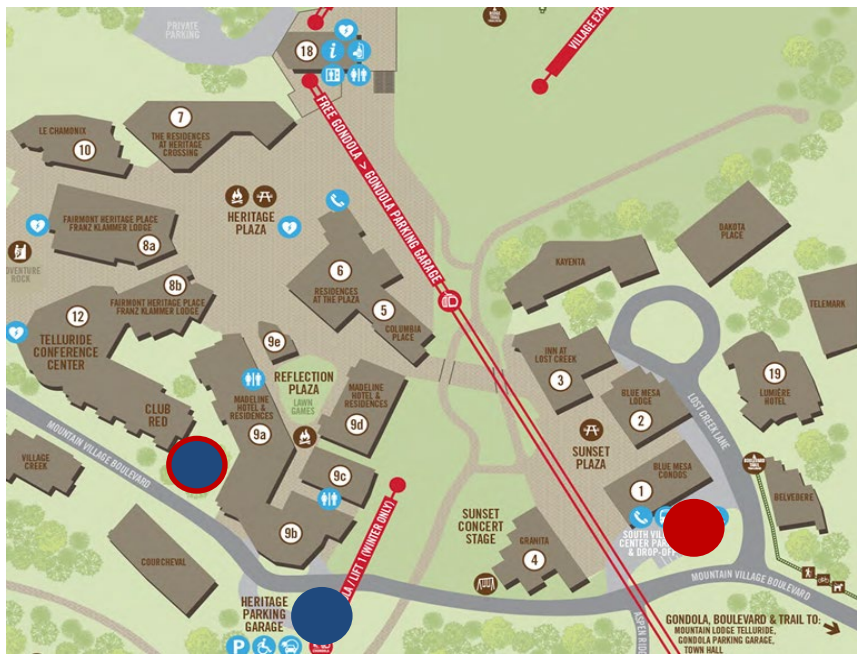 PRIVATE
PARKING
18
i
VILLAGE EXP
FREE GONDOLA > GONDOLA PARKING GARAGE
LE CHAMONIX
10
7
THE RESIDENCES
AT HERITAGE
CROSSING
HERITAGE
PLAZA
FAIRMONT HERITAGE PLACE
FRANZ KLAMMER LODGE
8a
ROCK
8b
FAIRMONT HERITAGE PLACE
FRANZ KLAMMER LODGE
6
RESIDENCES
AT THE PLAZA
5
COLUMBIA
PLACE
KAYENTA
DAKOTA
PLACE
TELEMARK
12
TELLURIDE
CONFERENCE
CENTER
9e
REFLECTION
PLAZA
LAWN
GAMES
MADELINE
HOTEL &
RESIDENCES
9a
MADELINE
HOTEL &
RESIDENCES
9d
INN AT
LOST CREEK
3
BLUE MESA
LODGE
2
19
LUMIÈRE
HOTEL
LOST CREEK LANE
CLUB
RED
MOUNTAIN VILLAGE BOULEVARD
VILLAGE
CREEK
SUNSET
PLAZA
9c
9b
BLUE MESA
CONDOS
1
BOULEVARD
TRAIL
BELVEDERE
SUNSET
CONCERT
STAGE
SOUTH
CENTER
& DROP-OFF
GRANITA
4
COURCHEVAL
LIFT 1 (WINTER ONLY)
MOUNTAIN VILLAGE BOULEVARD
HERITAGE
PARKING
GARAGE
P
ASPEN
GONDOLA, BOULEVARD & TRAIL TO:
MOUNTAIN LODGE TELLURIDE,
GONDOLA PARKING GARAGE,
TOWN HALL